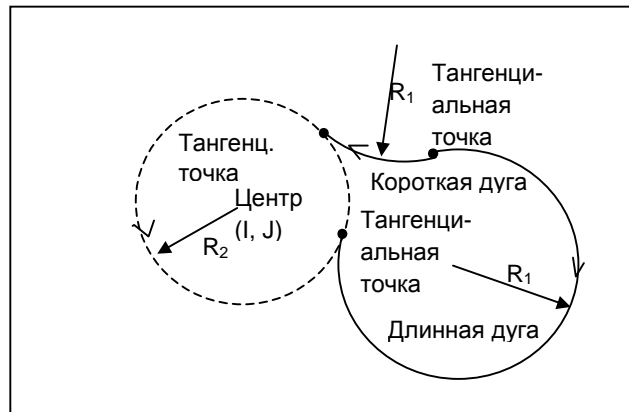 R₁
Тангенци-
альная
точка
Тангенц.
точка
Короткая дуга
Центр
(I, J)
R₂
Тангенци-
альная
точка
R₁
Длинная дуга